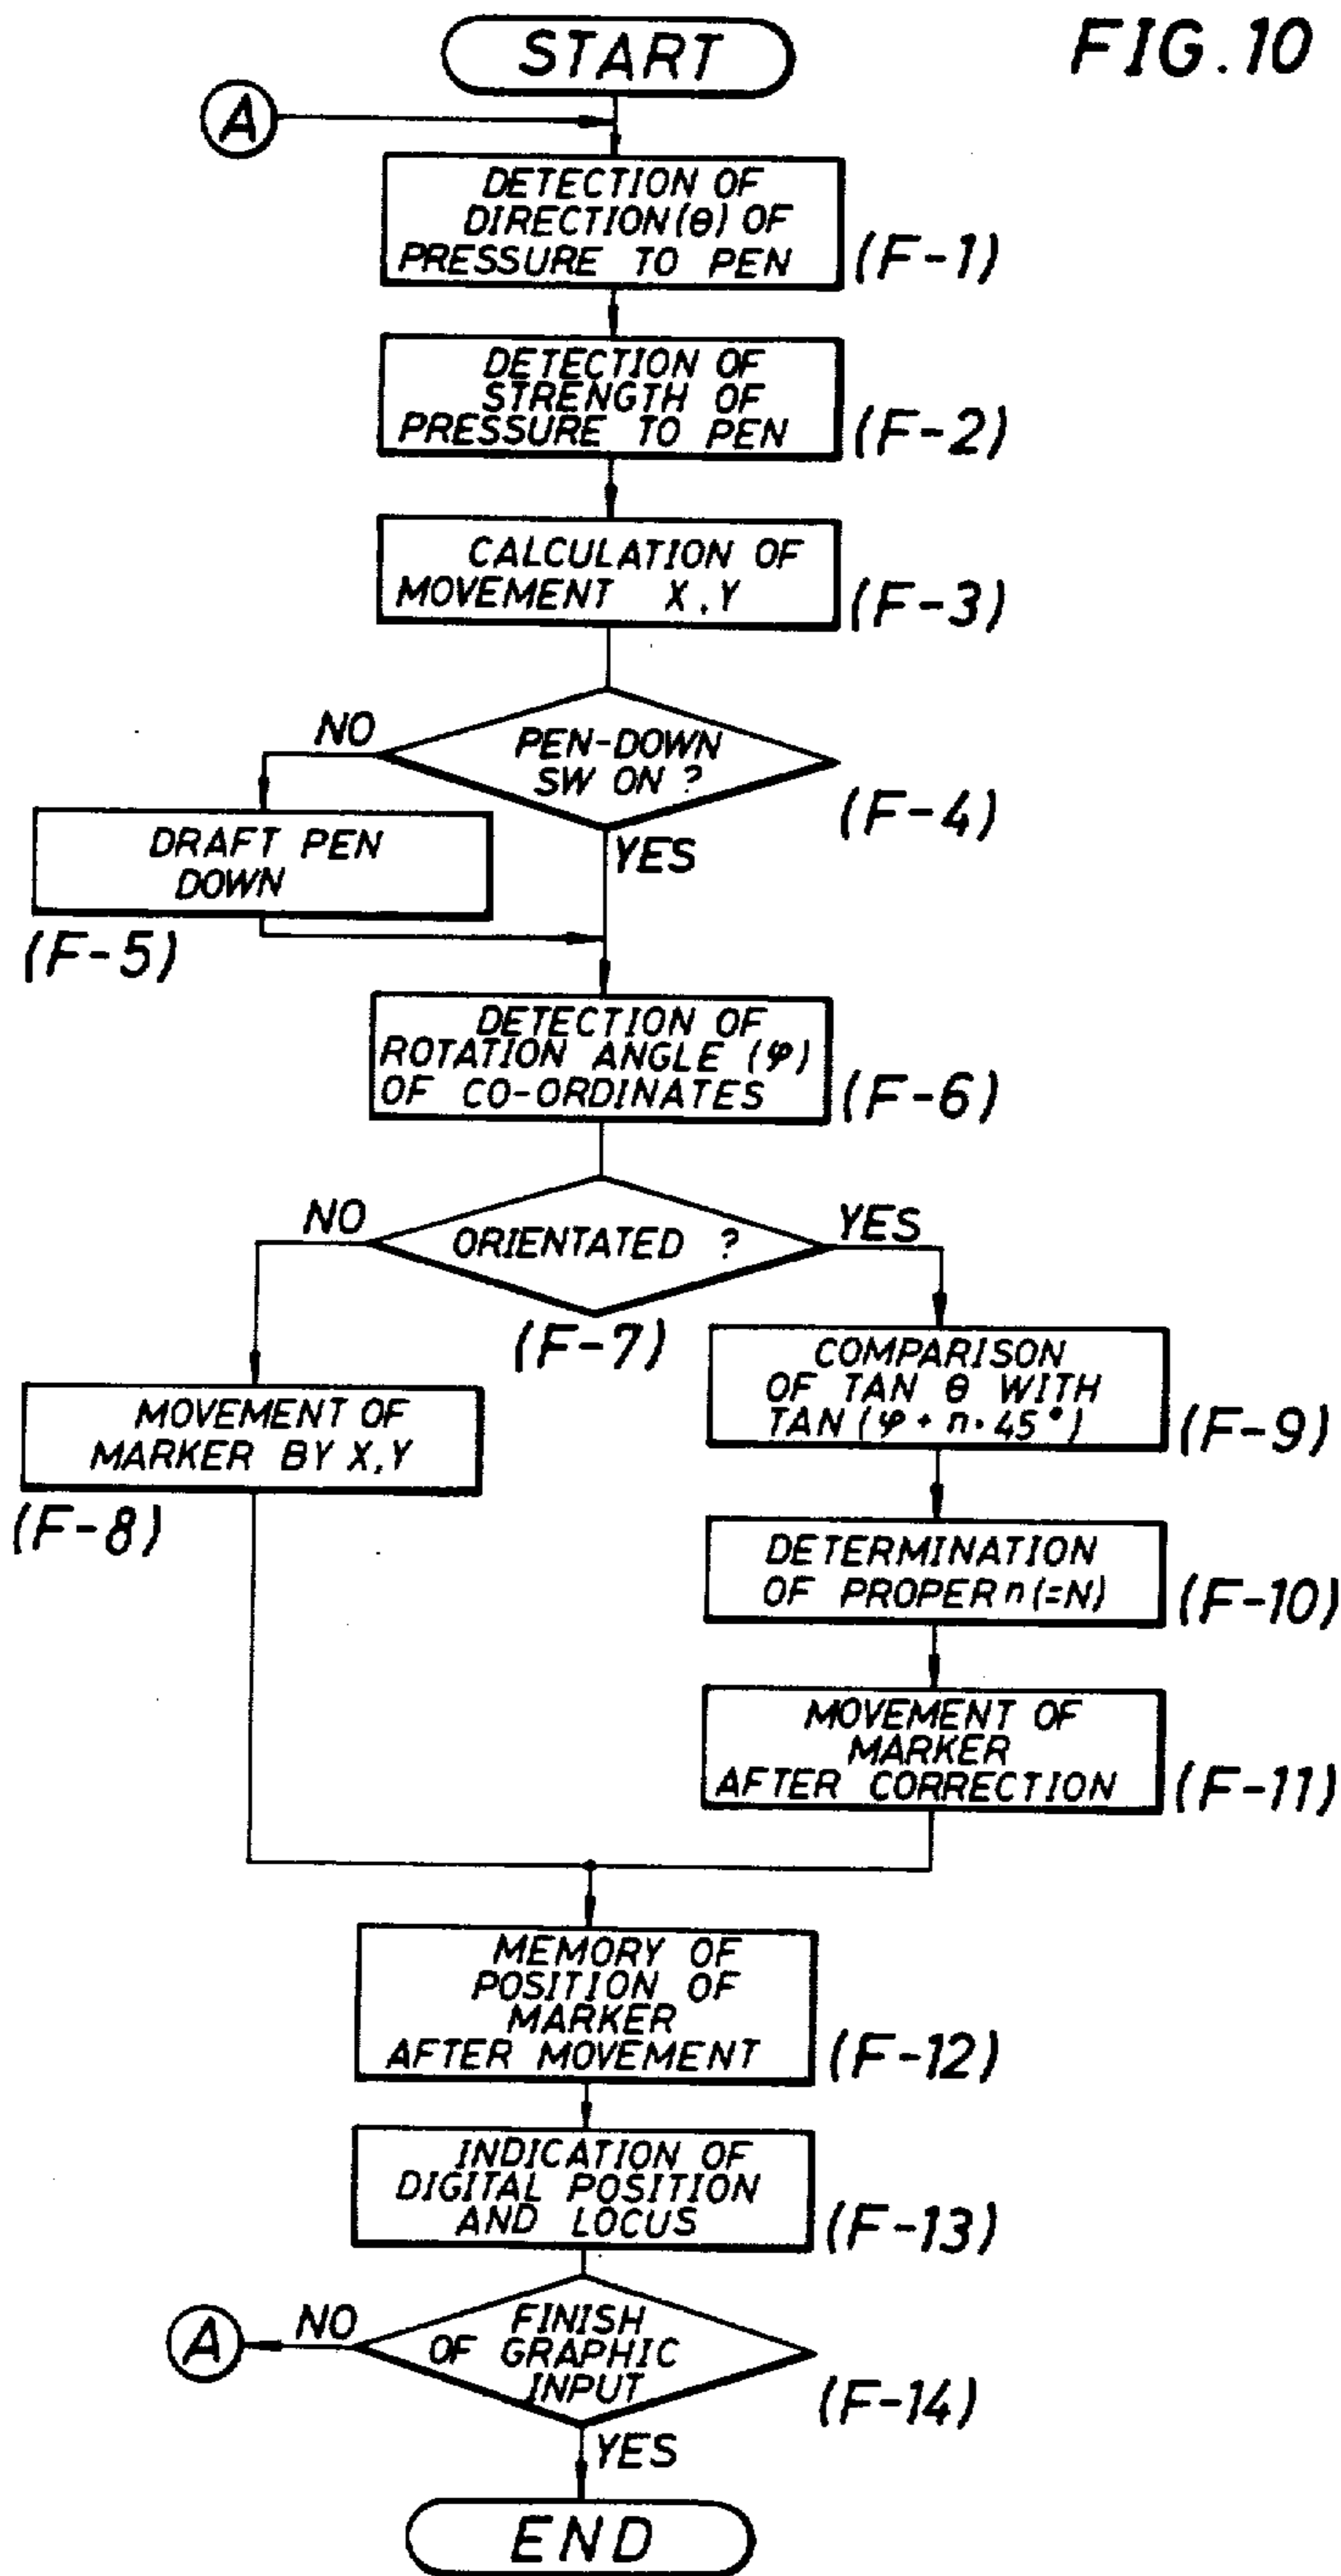 FIG.10
START
A
DETECTION OF
DIRECTION(θ) OF
PRESSURE TO PEN
(F-1)
DETECTION OF
STRENGTH OF
PRESSURE TO PEN
(F-2)
CALCULATION OF
MOVEMENT X,Y
(F-3)
PEN-DOWN
SW ON ?
(F-4)
NO
YES
DRAFT PEN
DOWN
(F-5)
DETECTION OF
ROTATION ANGLE (φ)
OF CO-ORDINATES
(F-6)
ORIENTATED ?
(F-7)
NO
YES
MOVEMENT OF
MARKER BY X,Y
(F-8)
COMPARISON
OF TAN θ WITH
TAN(φ+n·45°)
(F-9)
DETERMINATION
OF PROPER n(=N)
(F-10)
MOVEMENT OF
MARKER
AFTER CORRECTION
(F-11)
MEMORY OF
POSITION OF
MARKER
AFTER MOVEMENT
(F-12)
INDICATION OF
DIGITAL POSITION
AND LOCUS
(F-13)
FINISH
OF GRAPHIC
INPUT
(F-14)
NO
A
YES
END